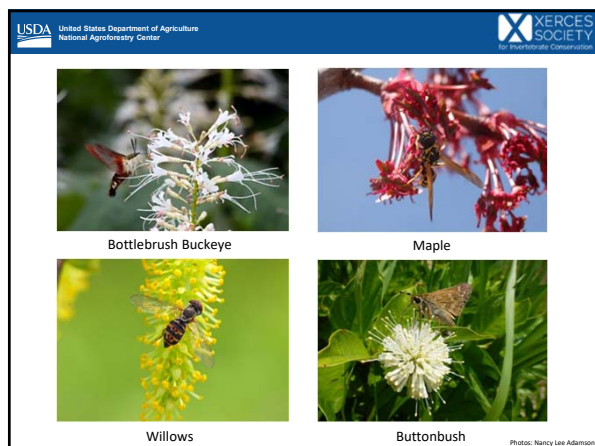 USDA
United States Department of Agriculture
National Agroforestry Center
XERCES
SOCIETY
for Invertebrate Conservation
Bottlebrush Buckeye
Maple
Willows
Buttonbush
Photos: Nancy Lee Adamson